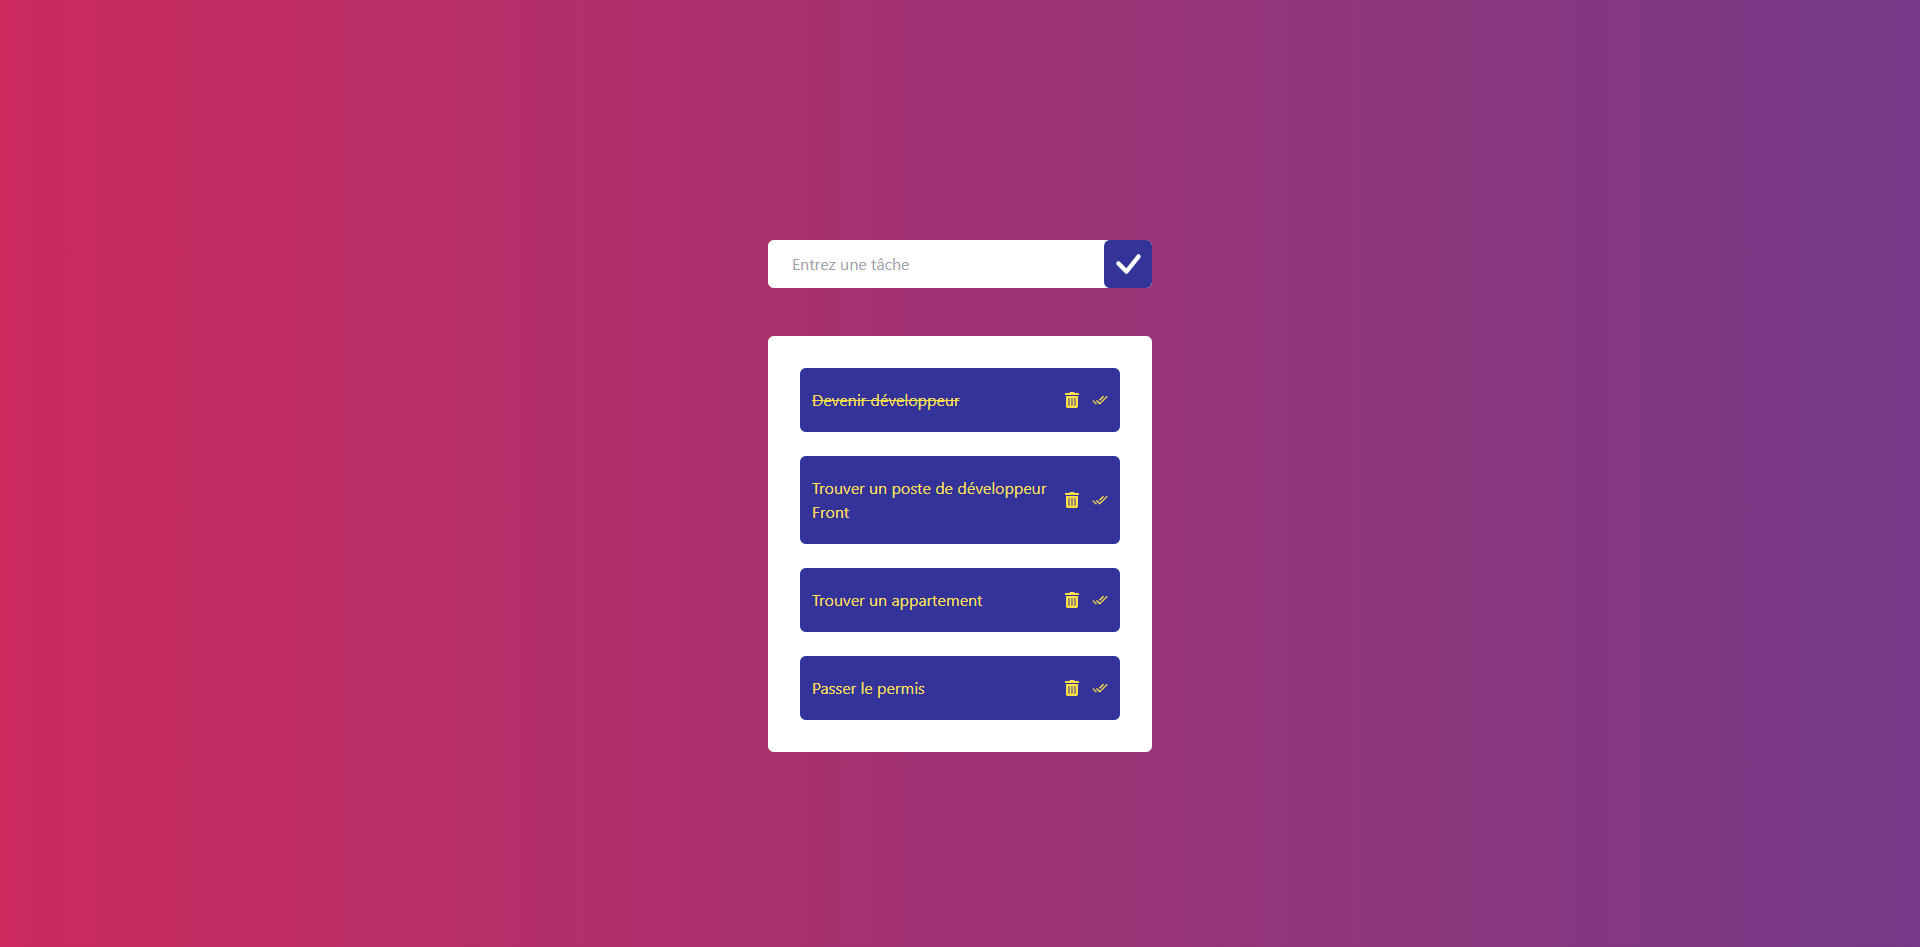 Entrez une tâche
Devenir développeur
Trouver un poste de développeur
Front
Trouver un appartement
Passer le permis